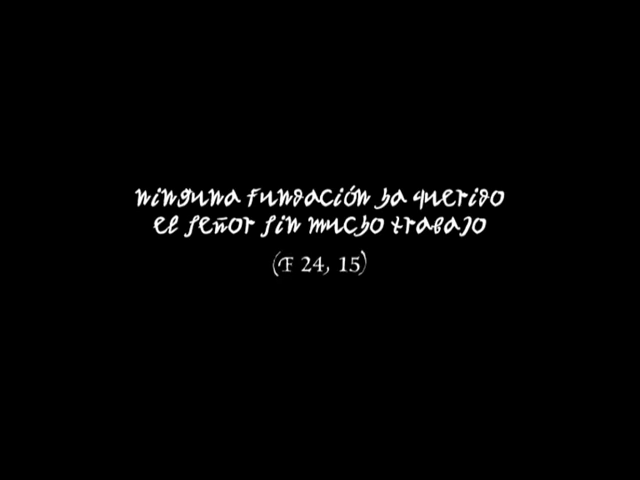 ninguna fundación ha querido
el señor sin mucho trabajo
(F 24, 15)